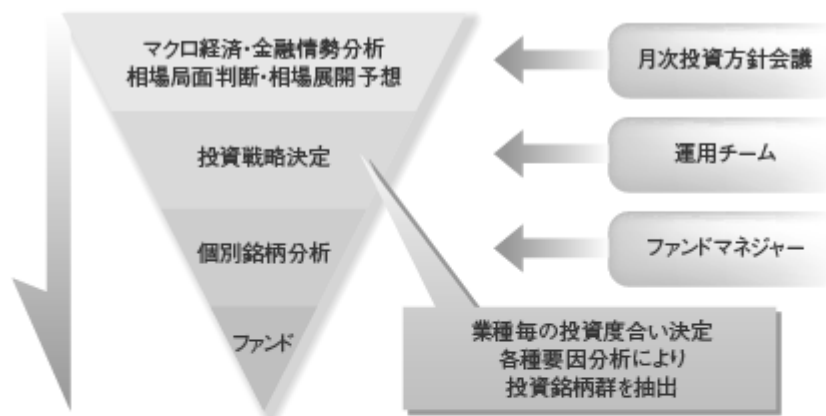 マクロ経済・金融情勢分析
相場局面判断・相場展開予想
月次投資方針会議
投資戦略決定
運用チーム
個別銘柄分析
ファンドマネジャー
ファンド
業種毎の投資度合い決定
各種要因分析により
投資銘柄群を抽出